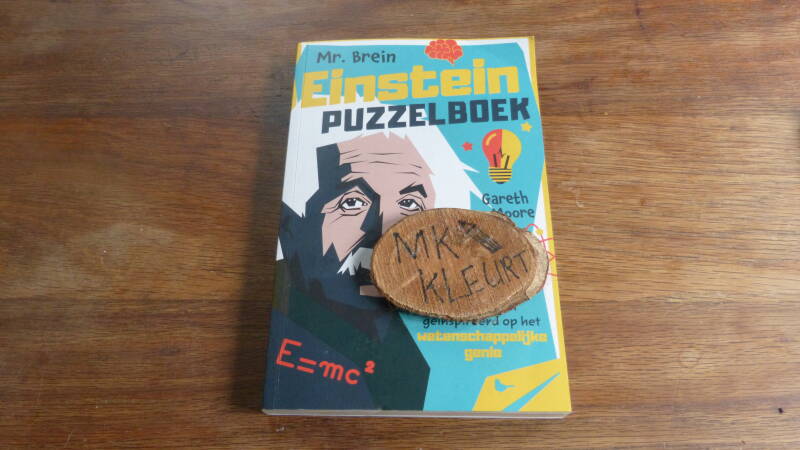 Mr. Brein
Einstein
PUZZELBOEK
Gareth
Moore
MK
KLEURT
geïnspireerd op het
wetenschappelijke
genie
E=mc²